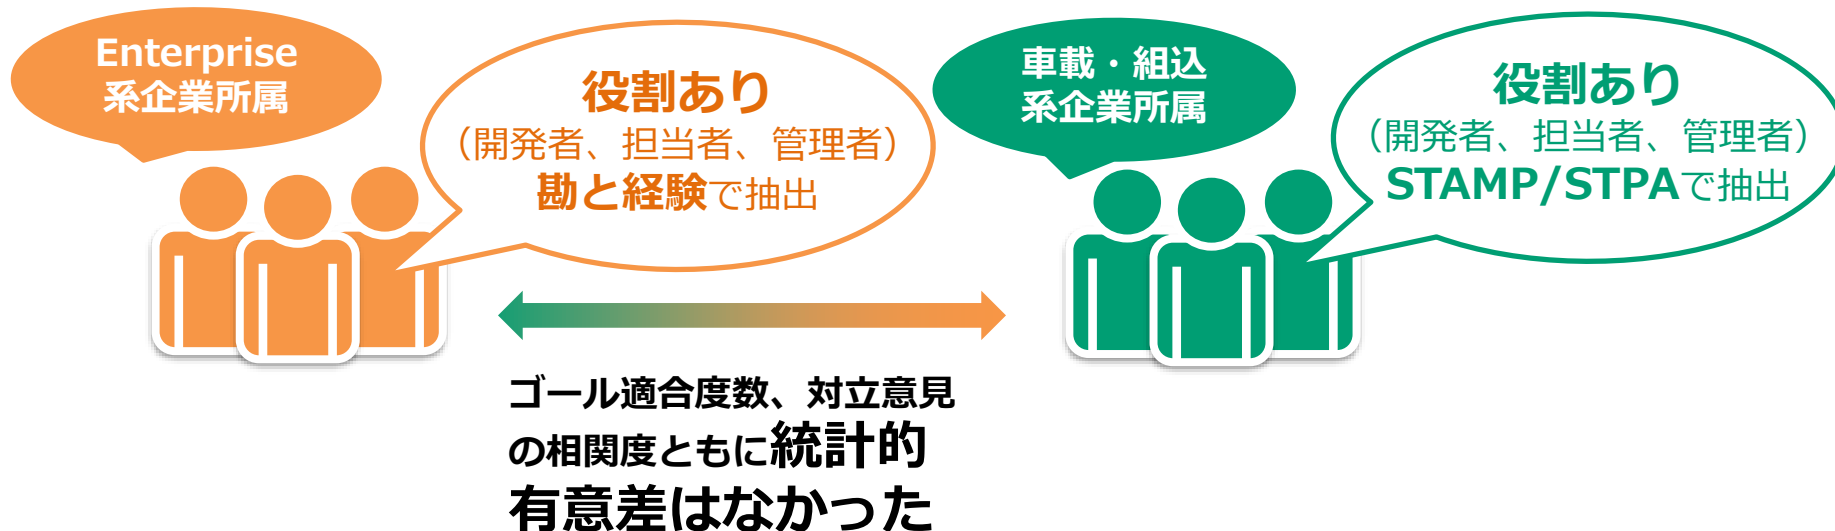 Enterprise
系企業所属
役割あり
（開発者、担当者、管理者）
勘と経験で抽出
車載・組込
系企業所属
役割あり
（開発者、担当者、管理者）
STAMP/STPAで抽出
ゴール適合度数、対立意見
の相関度ともに統計的
有意差はなかった